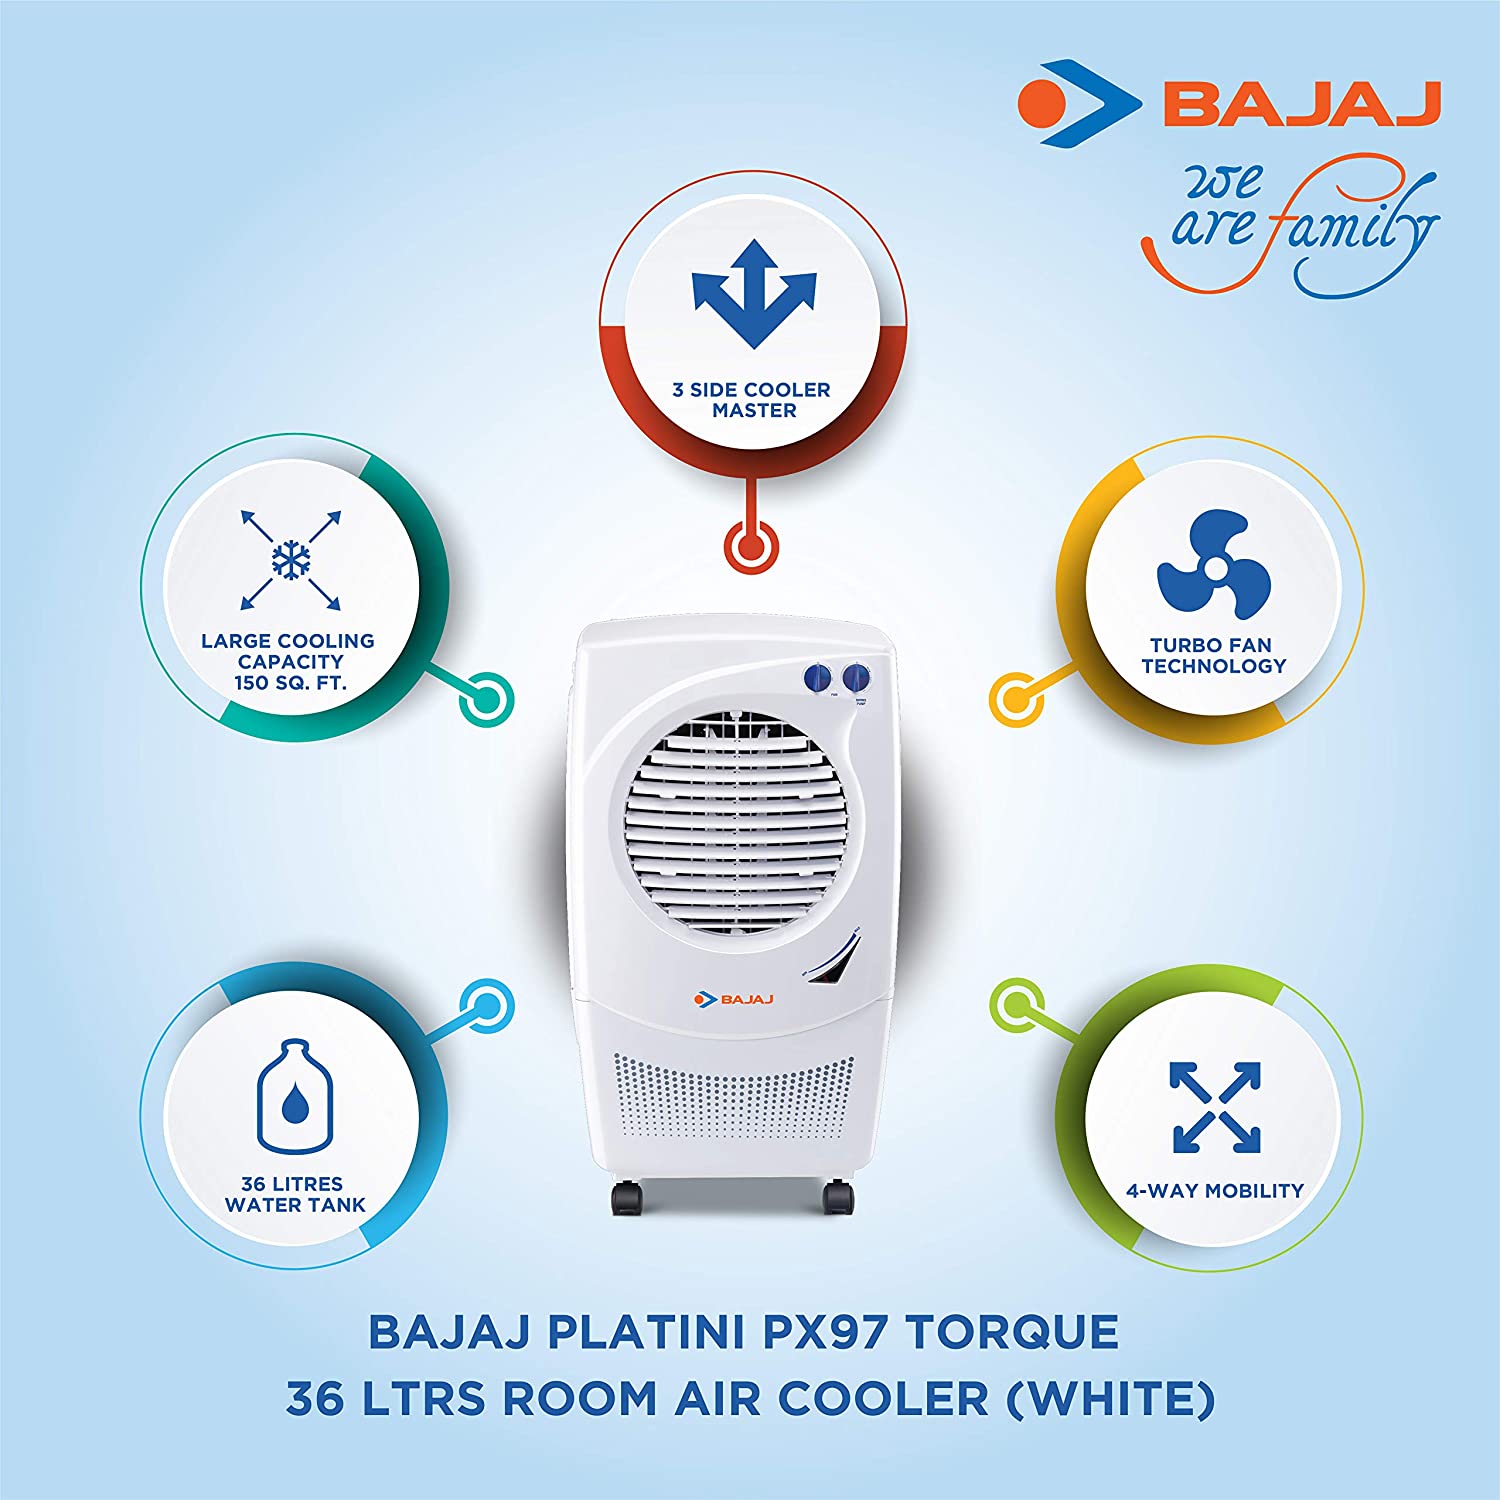 BAJAJ
we
are family
3 SIDE COOLER
MASTER
LARGE COOLING
CAPACITY
150 SQ. FT.
TURBO FAN
TECHNOLOGY
BAJAJ
36 LITRES
WATER TANK
4-WAY MOBILITY
BAJAJ PLATINI PX97 TORQUE
36 LTRS ROOM AIR COOLER (WHITE)